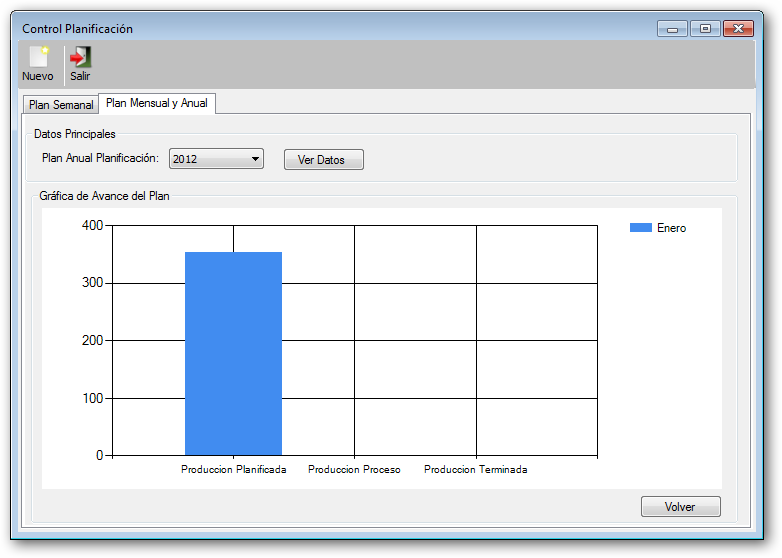 Control Planificación
Nuevo Salir
Plan Semanal Plan Mensual y Anual
Datos Principales
Plan Anual Planificación: 2012 Ver Datos
Gráfica de Avance del Plan
400
Enero
300
200
100
0
Produccion Planificada Produccion Proceso Produccion Terminada
Volver